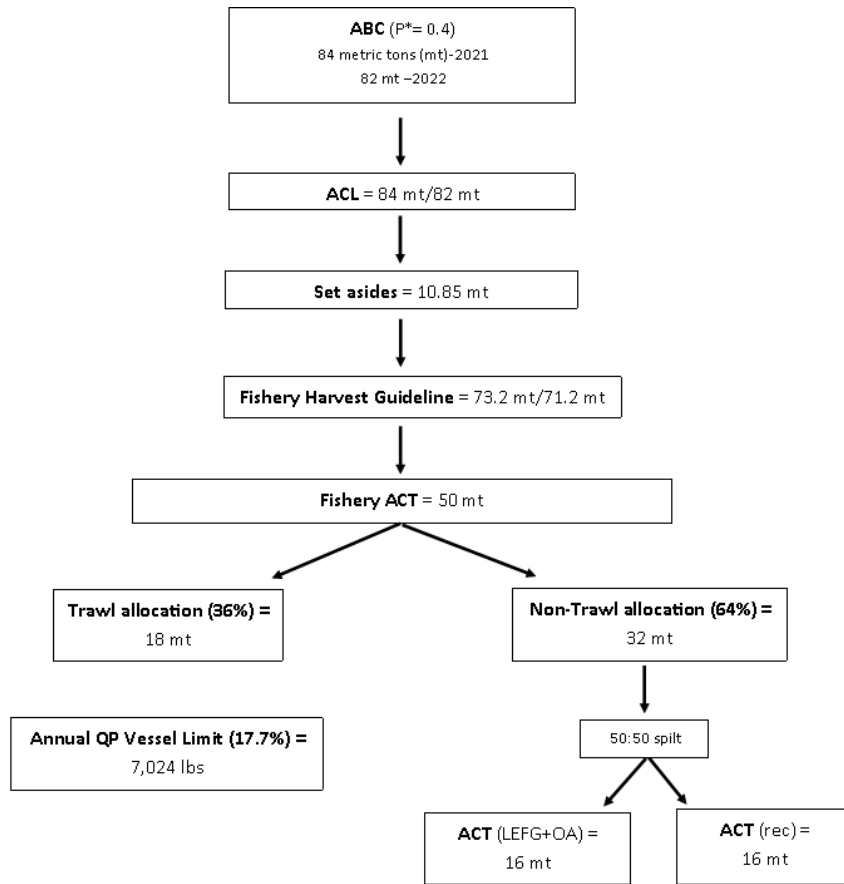 ABC (P*= 0.4)
84 metric tons (mt)-2021
82 mt –2022
ACL = 84 mt/82 mt
Set asides = 10.85 mt
Fishery Harvest Guideline = 73.2 mt/71.2 mt
Fishery ACT = 50 mt
Trawl allocation (36%) =
18 mt
Non-Trawl allocation (64%) =
32 mt
Annual QP Vessel Limit (17.7%) =
7,024 lbs
50:50 spilt
ACT (LEFG+OA) =
16 mt
ACT (rec) =
16 mt